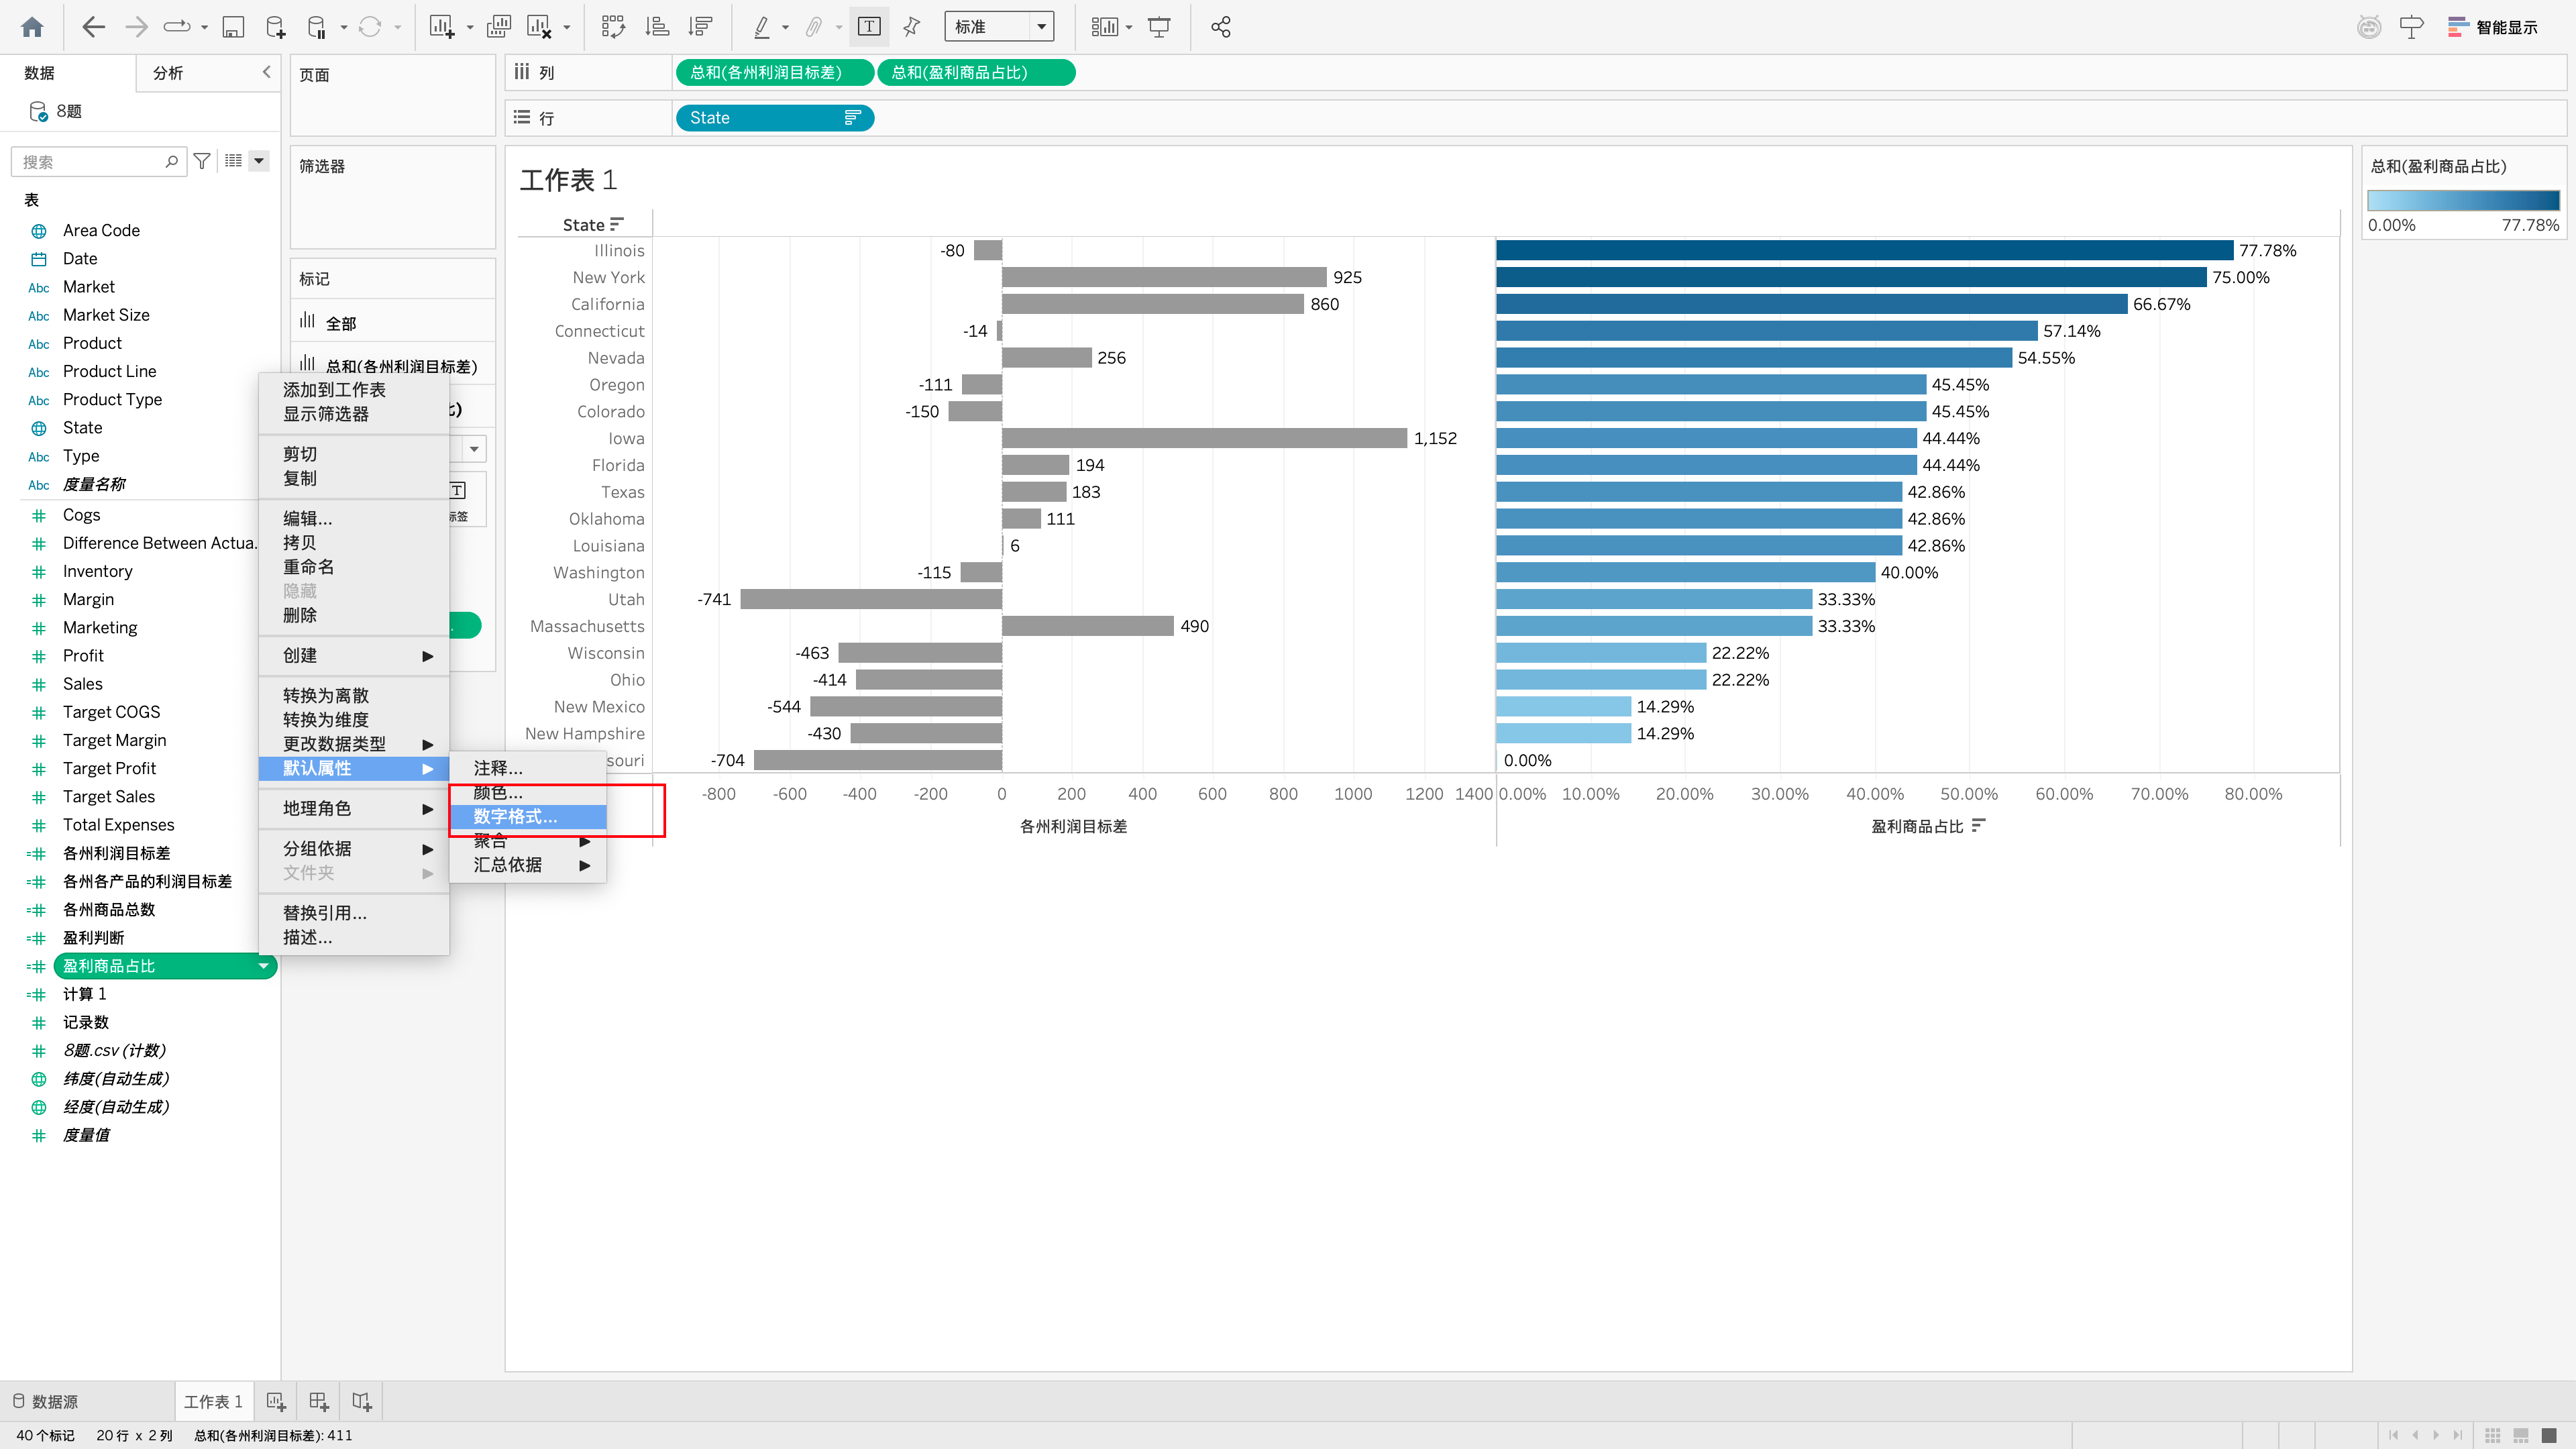 标准
智能显示
数据
分析
8题
搜索
表
Area Code
Date
Abc Market
Abc Market Size
Abc Product
Abc Product Line
Abc Product Type
State
Abc Type
Abc 度量名称
Cogs
Difference Between Actua.
Inventory
Margin
Marketing
Profit
Sales
Target COGS
Target Margin
Target Profit
Target Sales
Total Expenses
各州利润目标差
各州各产品的利润目标差
各州商品总数
盈利判断
盈利商品占比
计算 1
记录数
8题.csv (计数)
纬度(自动生成)
经度(自动生成)
度量值
页面
筛选器
标记
全部
总和(各州利润目标差)
比)
T
标签
添加到工作表
显示筛选器
剪切
复制
编辑...
拷贝
重命名
隐藏
删除
创建
转换为离散
转换为维度
更改数据类型
默认属性
地理角色
分组依据
文件夹
替换引用...
描述...
注释...
颜色...
数字格式...
聚合
汇总依据
列
总和(各州利润目标差)
总和(盈利商品占比)
行
State
工作表 1
State
Illinois -80 77.78%
New York 925 75.00%
California 860 66.67%
Connecticut -14 57.14%
Nevada 256 54.55%
Oregon -111 45.45%
Colorado -150 45.45%
Iowa 1,152 44.44%
Florida 194 44.44%
Texas 183 42.86%
Oklahoma 111 42.86%
Louisiana 6 42.86%
Washington -115 40.00%
Utah -741 33.33%
Massachusetts 490 33.33%
Wisconsin -463 22.22%
Ohio -414 22.22%
New Mexico -544 14.29%
New Hampshire -430 14.29%
souri -704 0.00%
-800 -600 -400 -200 0 200 400 600 800 1000 1200 1400 0.00% 10.00% 20.00% 30.00% 40.00% 50.00% 60.00% 70.00% 80.00%
各州利润目标差
盈利商品占比
总和(盈利商品占比)
0.00% 77.78%
数据源
工作表 1
40 个标记 20 行 x 2 列 总和(各州利润目标差): 411